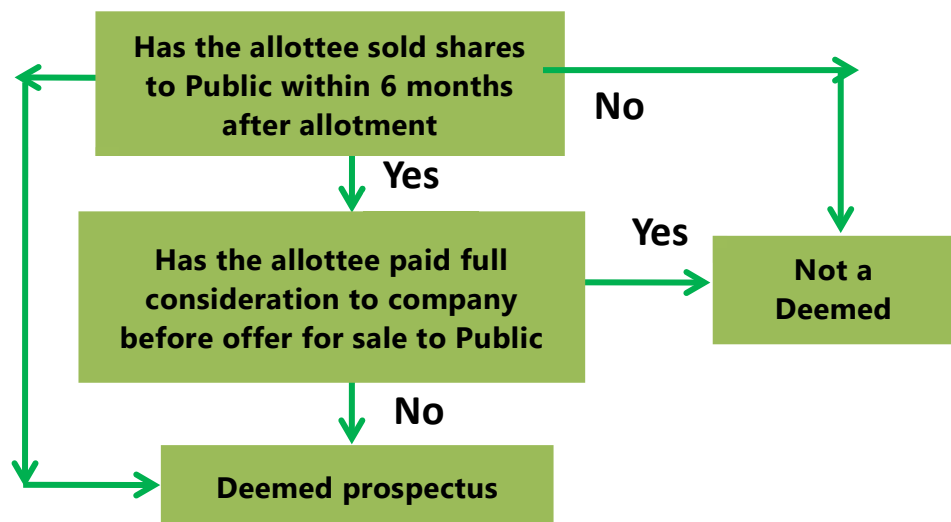 Has the allottee sold shares
to Public within 6 months
after allotment
No
Yes
Has the allottee paid full
consideration to company
before offer for sale to Public
Yes
Not a
Deemed
No
Deemed prospectus